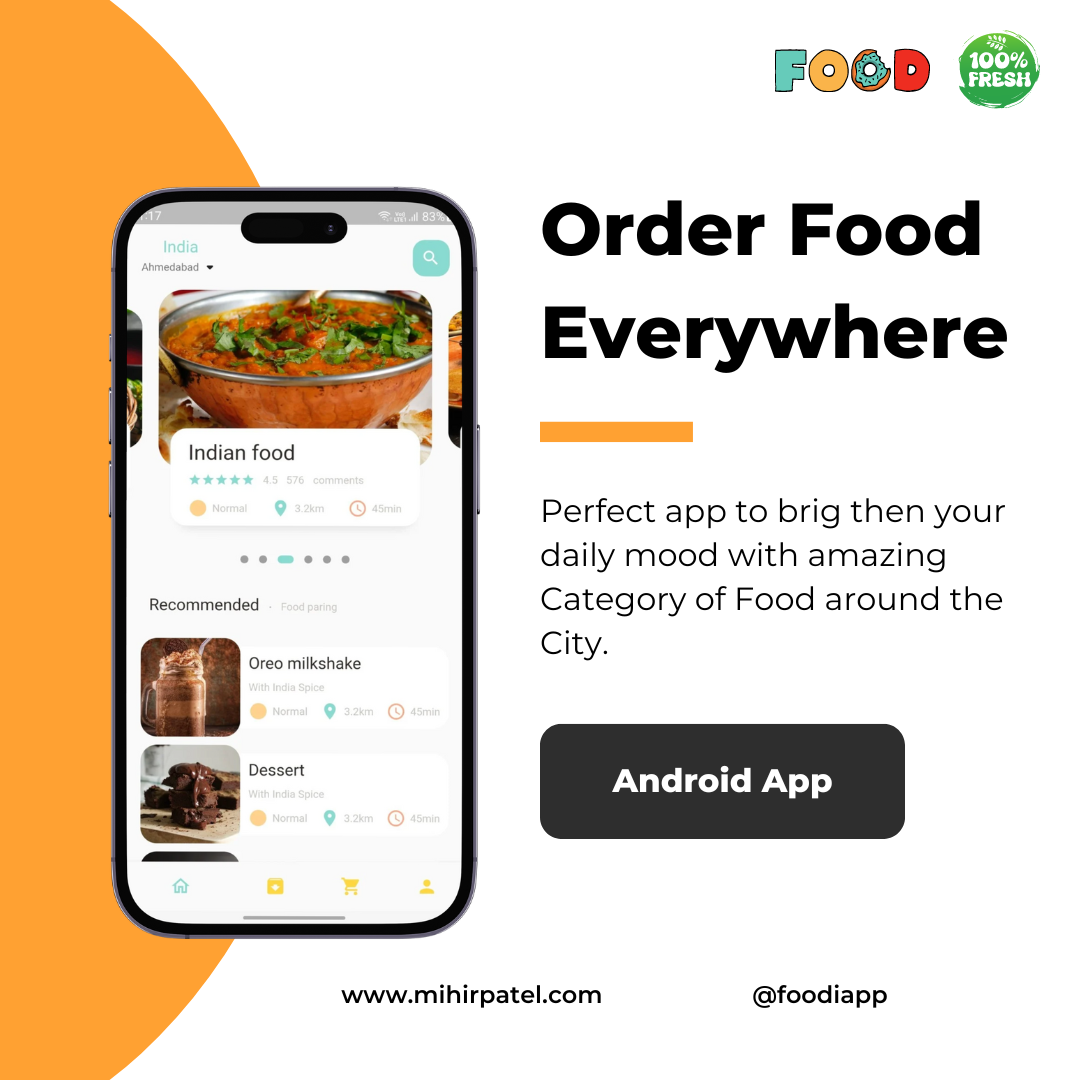 FOOD
100%
FRESH
Order Food
Everywhere
Perfect app to brig then your
daily mood with amazing
Category of Food around the
City.
Android App
:17
83%
India
Ahmedabad
Indian food
4.5 576 comments
Normal 3.2km 45min
Recommended · Food paring
Oreo milkshake
With India Spice
Normal 3.2km 45min
Dessert
With India Spice
Normal 3.2km 45min
www.mihirpatel.com @foodiapp